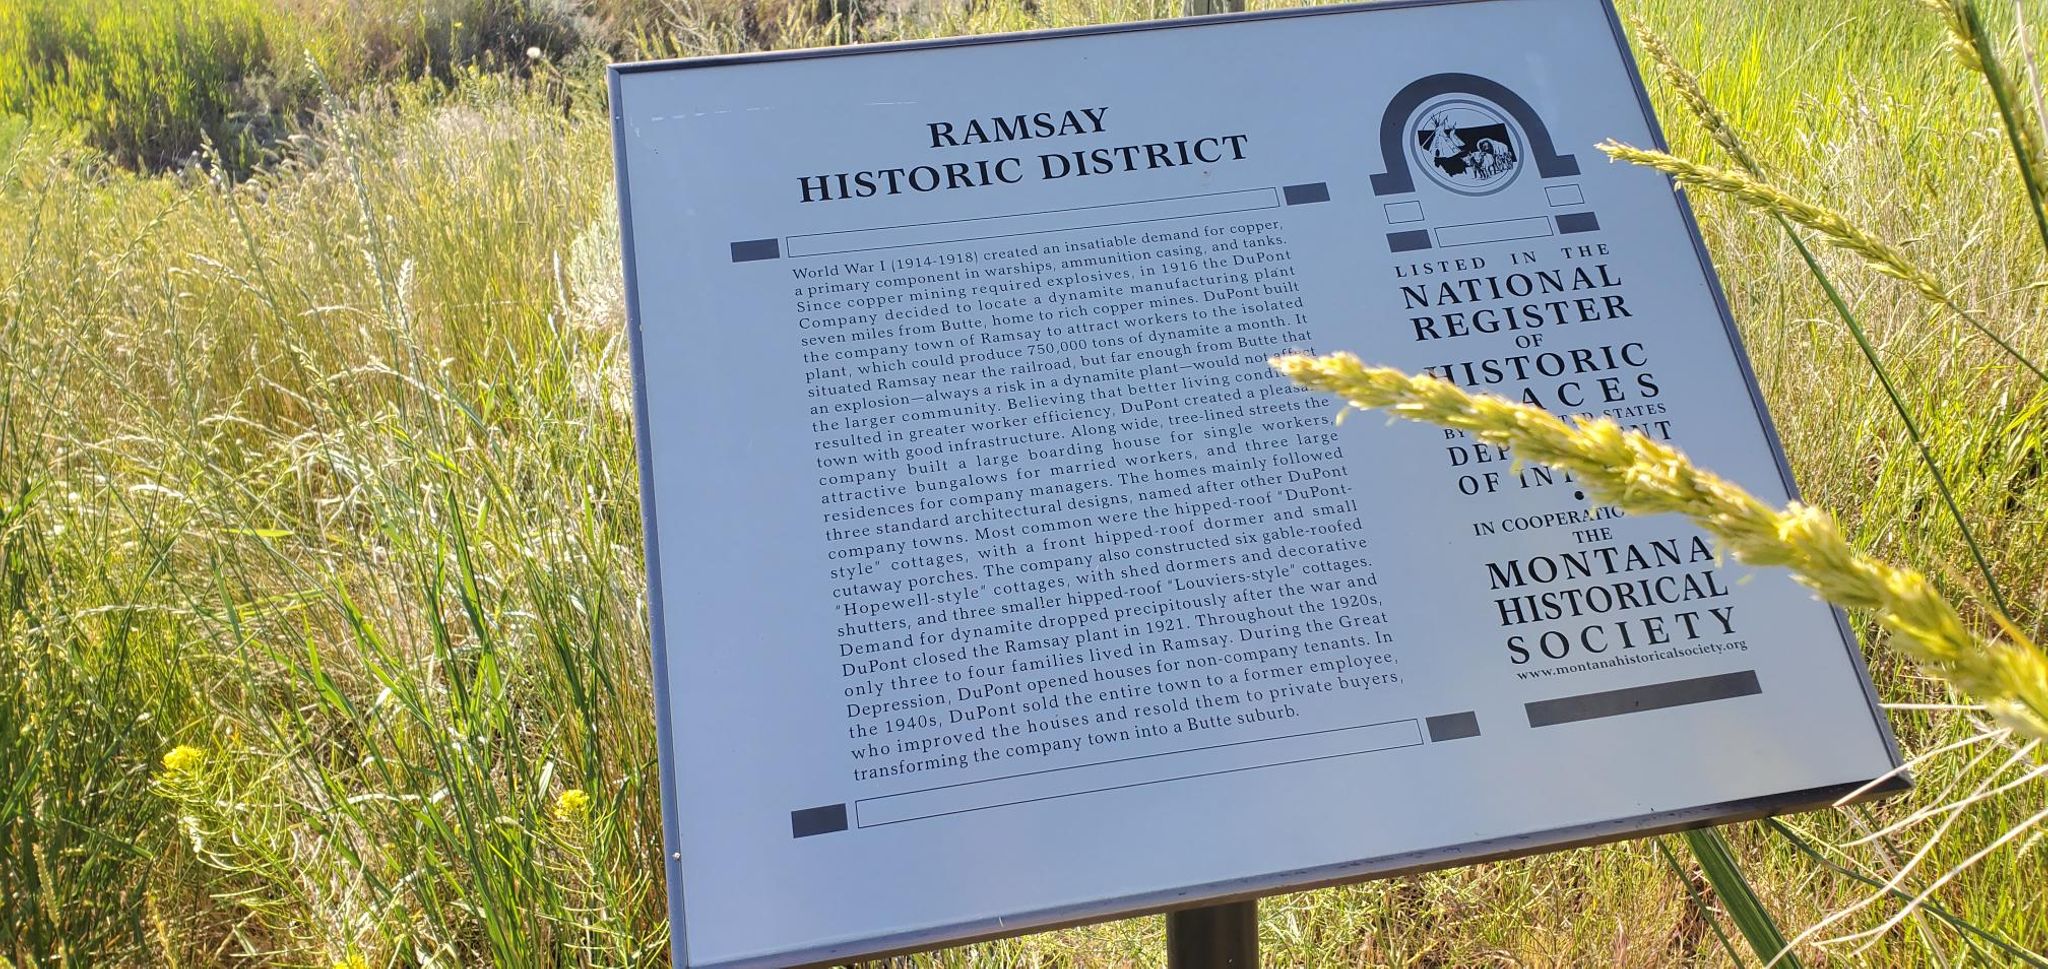 RAMSAY
HISTORIC DISTRICT
World War I (1914-1918) created an insatiable demand for copper,
a primary component in warships, ammunition casing, and tanks.
Since copper mining required explosives, in 1916 the DuPont
Company decided to locate a dynamite manufacturing plant
seven miles from Butte, home to rich copper mines. DuPont built
the company town of Ramsay to attract workers to the isolated
plant, which could produce 750,000 tons of dynamite a month. It
situated Ramsay near the railroad, but far enough from Butte that
an explosion—always a risk in a dynamite plant—would not affect
the larger community. Believing that better living
resulted in greater worker efficiency, DuPont created a
town with good infrastructure. Along wide, tree-lined streets the
company built a large boarding house for single workers,
attractive bungalows for married workers, and three large
residences for company managers. The homes mainly followed
three standard architectural designs, named after other DuPont
company towns. Most common were the hipped-roof "DuPont-
style" cottages, with a front hipped-roof dormer and small
cutaway porches. The company also constructed six gable-roofed
"Hopewell-style" cottages, with shed dormers and decorative
shutters, and three smaller hipped-roof "Louviers-style" cottages.
Demand for dynamite dropped precipitously after the war and
DuPont closed the Ramsay plant in 1921. Throughout the 1920s,
only three to four families lived in Ramsay. During the Great
Depression, DuPont opened houses for non-company tenants. In
the 1940s, DuPont sold the entire town to a former employee,
who improved the houses and resold them to private buyers,
transforming the company town into a Butte suburb.
LISTED IN THE
NATIONAL
REGISTER
OF
HISTORIC
BY STATES
OF
IN
THE
MONTANA
HISTORICAL
SOCIETY
www.montanahistoricalsociety.org